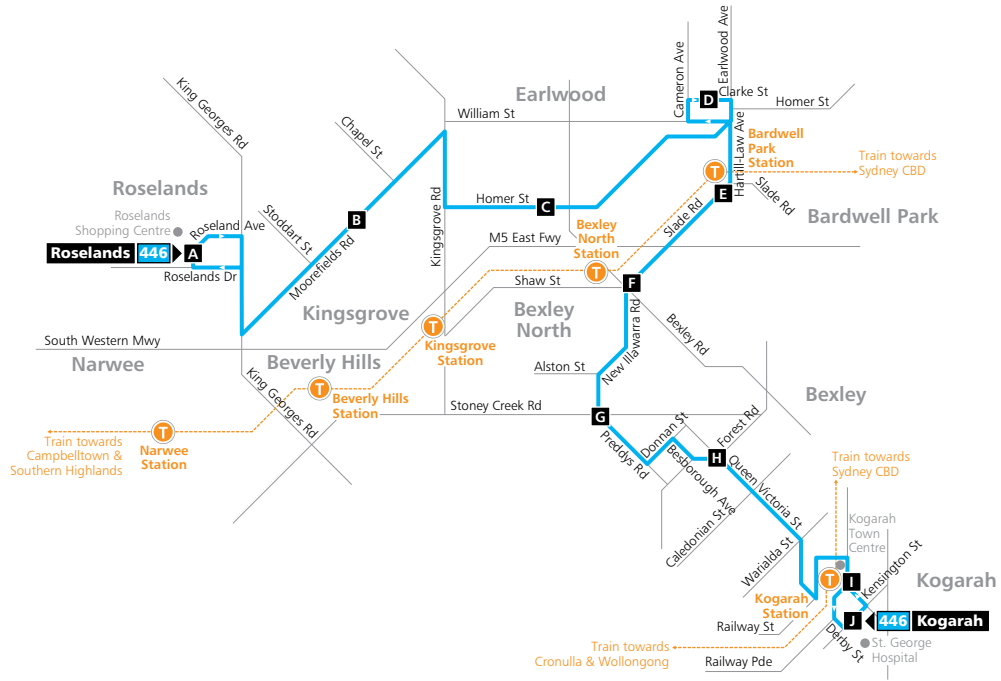 King Georges Rd
Chapel St
Earlwood
William St
Cameron Ave
Earlwood Ave
D
Clarke St
Homer St
Hartill-Law Ave
Bardwell
Park
Station
T
Train towards
Sydney CBD
Roselands
Roselands
Shopping Centre
Roseland Ave
Roselands
446
A
Roselands Dr
Stoddart St
B
Moorefields Rd
Kingsgrove Rd
Homer St
C
E
Slade Rd
Slade Rd
Bardwell Park
M5 East Fwy
Bexley
North
Station
T
Shaw St
F
Kingsgrove
Bexley
North
T
Kingsgrove
Station
New Illawarra Rd
Bexley Rd
South Western Mwy
Narwee
Beverly Hills
T
Beverly Hills
Station
King Georges Rd
Alston St
Bexley
Stoney Creek Rd
G
T
Narwee
Station
Train towards
Campbelltown &
Southern Highlands
Preddys Rd
Donnan St
Besborough Ave
Forest Rd
H
Queen Victoria St
Caledonian St
Warialda St
Train towards
Sydney CBD
Kogarah
Town
Centre
Kensington St
Kogarah
T
I
Kogarah
Station
Railway St
J
446
Kogarah
Derby St
St. George
Hospital
Train towards
Cronulla & Wollongong
Railway Pde